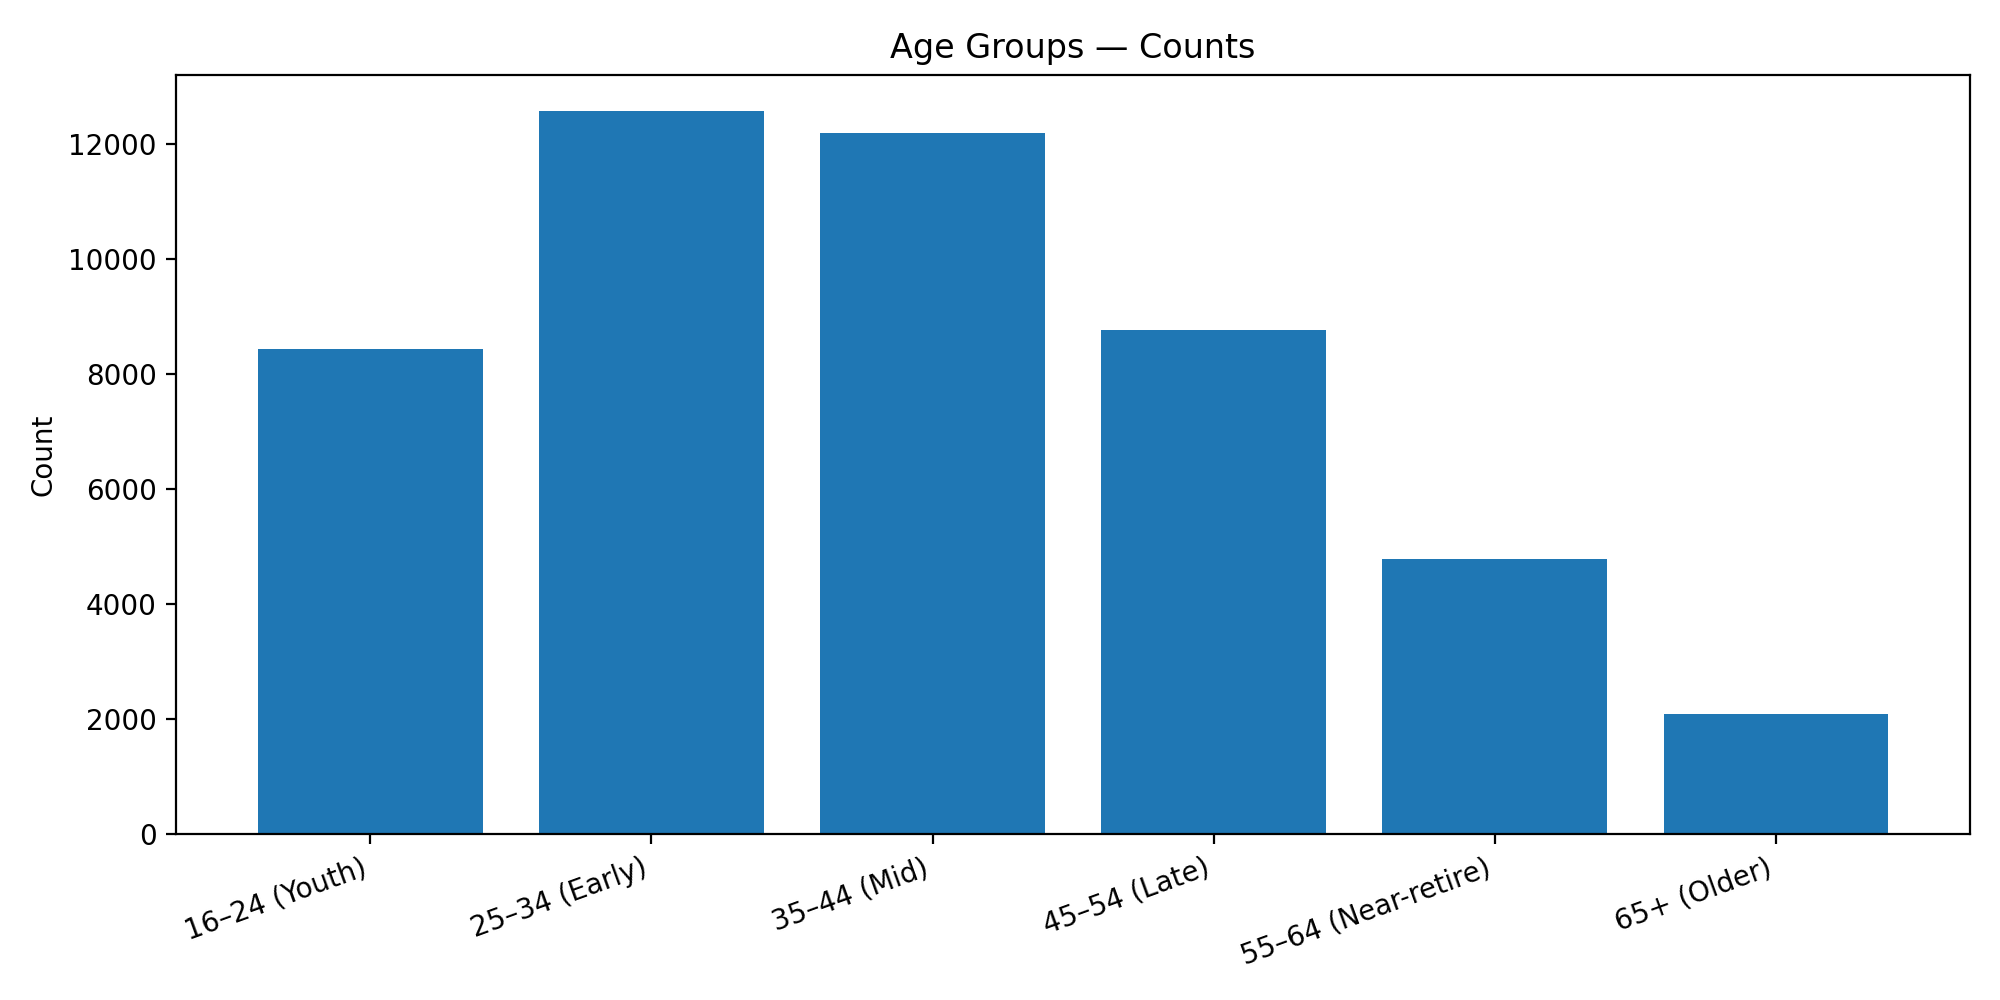 Age Groups — Counts
Count
12000
10000
8000
6000
4000
2000
0
16–24 (Youth)
25–34 (Early)
35–44 (Mid)
45–54 (Late)
55–64 (Near-retire)
65+ (Older)